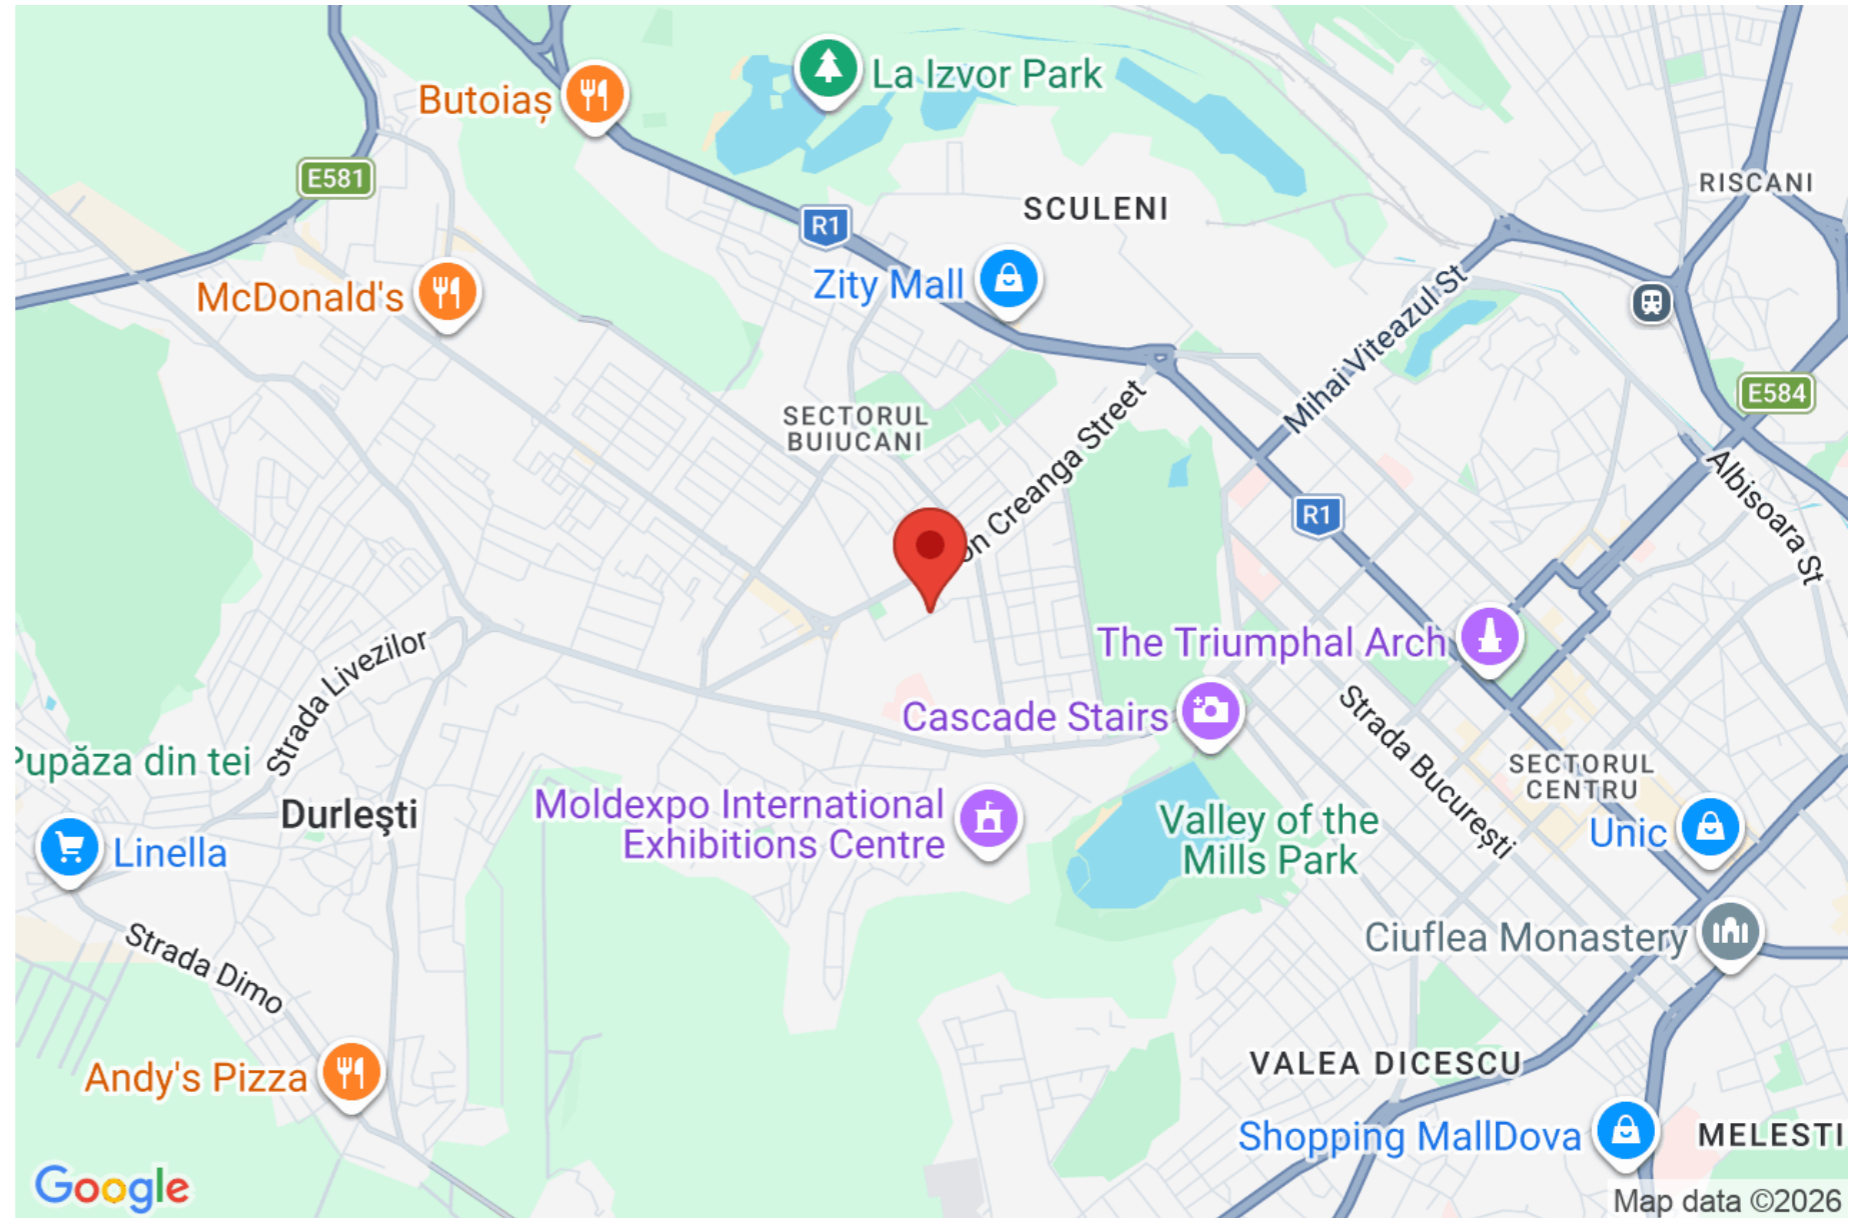 La Izvor Park
Butoiaș
E581
RISCANI
SCULENI
R1
McDonald's
Zity Mall
Mihai Viteazul St
E584
SECTORUL
BUIUCANI
Ion Creanga Street
Albisoara St
R1
The Triumphal Arch
Strada Livezilor
Cascade Stairs
Strada București
Pupăza din tei
SECTORUL
CENTRU
Durleşti
Moldexpo International
Exhibitions Centre
Valley of the
Mills Park
Unic
Linella
Strada Dimo
Ciuflea Monastery
VALEA DICESCU
Andy's Pizza
Shopping MallDova
MELESTI
Google
Map data ©2026